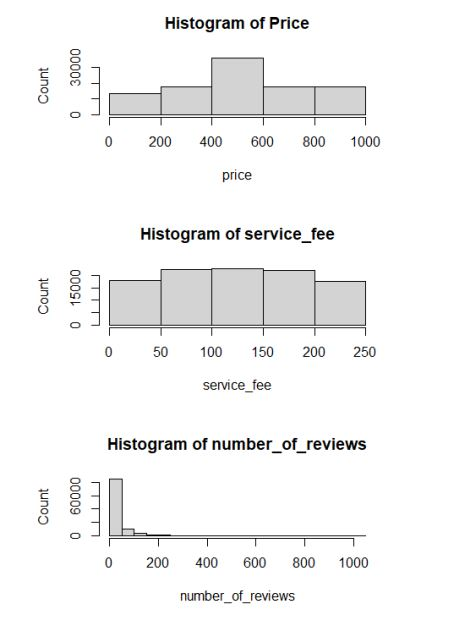 Histogram of Price
Count
0 30000
0 200 400 600 800 1000
price
Histogram of service_fee
Count
0 15000
0 50 100 150 200 250
service_fee
Histogram of number_of_reviews
Count
0 60000
0 200 400 600 800 1000
number_of_reviews